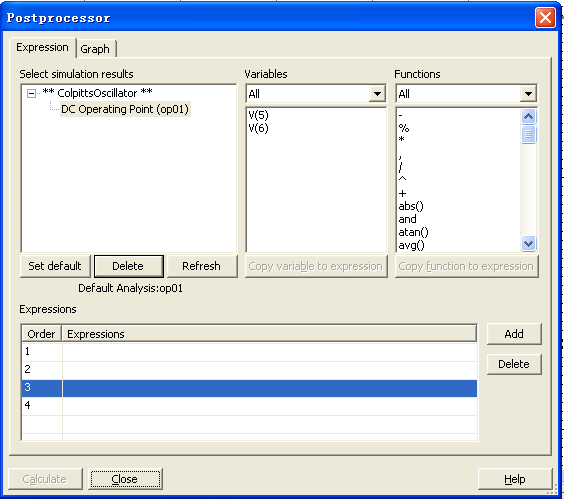 Postprocessor
Expression
Graph
Select simulation results
** ColpittsOscillator **
DC Operating Point (op01)
Set default
Delete
Refresh
Default Analysis:op01
Variables
All
V(5)
V(6)
Copy variable to expression
Functions
All
-
%
*
,
/
^
+
abs()
and
atan()
avg()
Copy function to expression
Expressions
Order Expressions
1
2
3
4
Add
Delete
Calculate
Close
Help